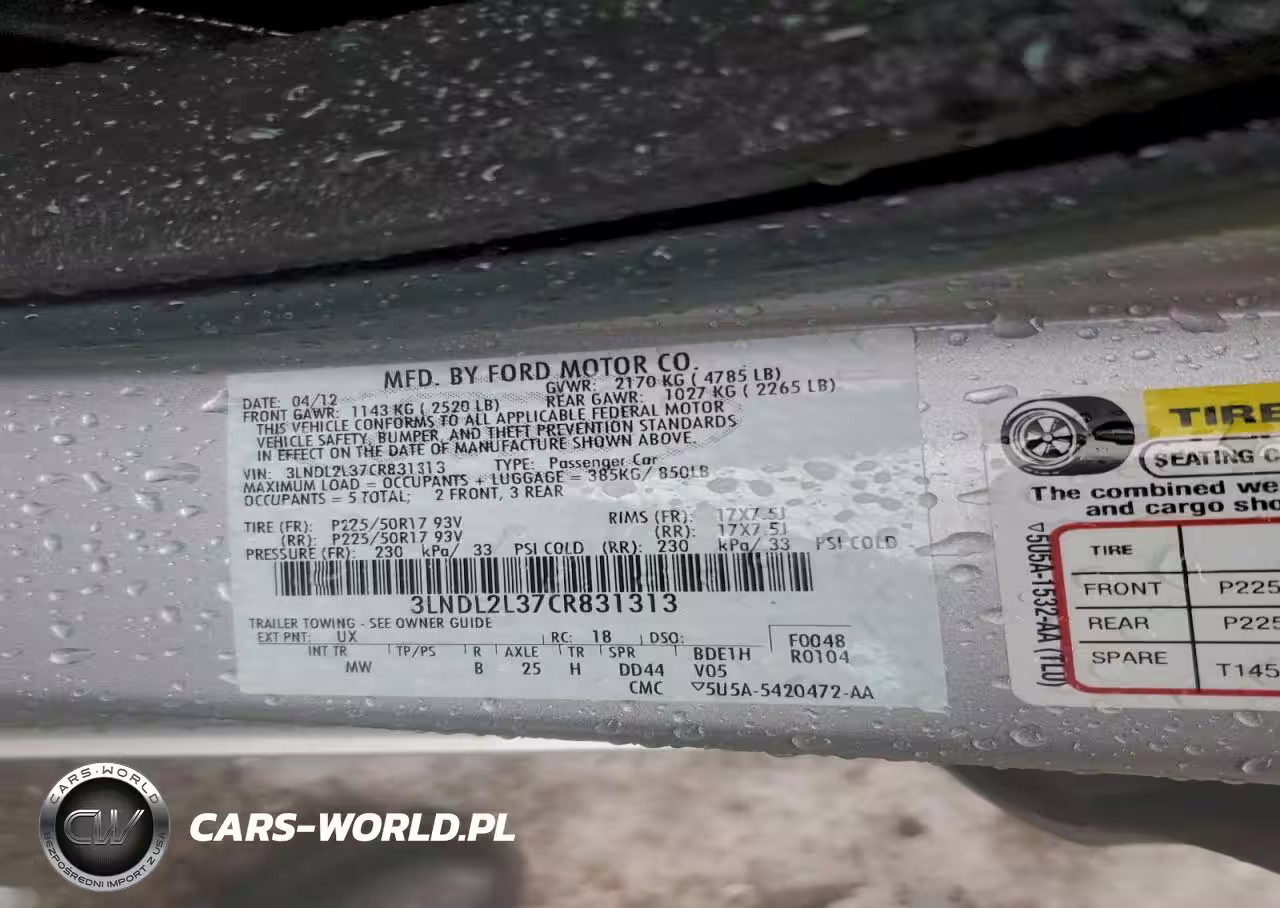 MFD. BY FORD MOTOR CO.
DATE: 04/12 GVWR: 2170 KG ( 4785 LB)
FRONT GAWR: 1143 KG ( 2520 LB) REAR GAWR: 1027 KG ( 2265 LB)
THIS VEHICLE CONFORMS TO ALL APPLICABLE FEDERAL MOTOR
VEHICLE SAFETY, BUMPER, AND THEFT PREVENTION STANDARDS
IN EFFECT ON THE DATE OF MANUFACTURE SHOWN ABOVE.
VIN: 3LNDL2L37CR831313 TYPE: Passenger Car
MAXIMUM LOAD = OCCUPANTS + LUGGAGE = 385KG/ 850LB
OCCUPANTS = 5 TOTAL; 2 FRONT, 3 REAR
TIRE (FR): P225/50R17 93V RIMS (FR): 17X7.5J
(RR): P225/50R17 93V (RR): 17X7.5J
PRESSURE (FR): 230 kPa/ 33 PSI COLD (RR): 230 kPa/ 33 PSI COLD
3LNDL2L37CR831313
TRAILER TOWING - SEE OWNER GUIDE
EXT PNT: UX RC: 18 DSO: F0048
INT TR TP/PS R AXLE TR SPR BDE1H R0104
MW B 25 H DD44 V05
CMC ▽5U5A-5420472-AA
TIRE
SEATING C
The combined we
and cargo sho
TIRE
FRONT P225
REAR P225
SPARE T145
▽5U5A-1532-AA (TLU)
CARS-WORLD
CW
BEZPOŚREDNI IMPORT Z USA
CARS-WORLD.PL